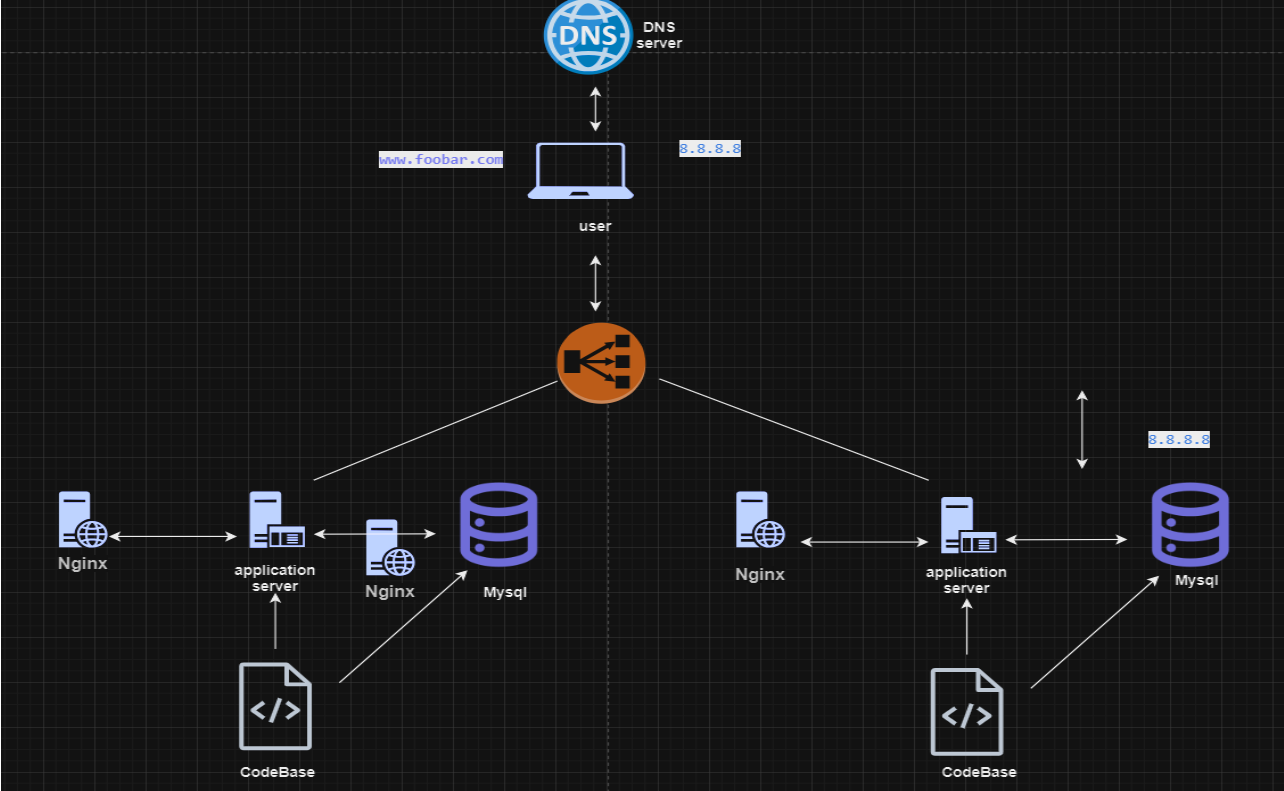 DNS
DNS
server
www.foobar.com
8.8.8.8
user
8.8.8.8
Nginx
application
server
Nginx
Mysql
Nginx
application
server
Mysql
CodeBase
CodeBase